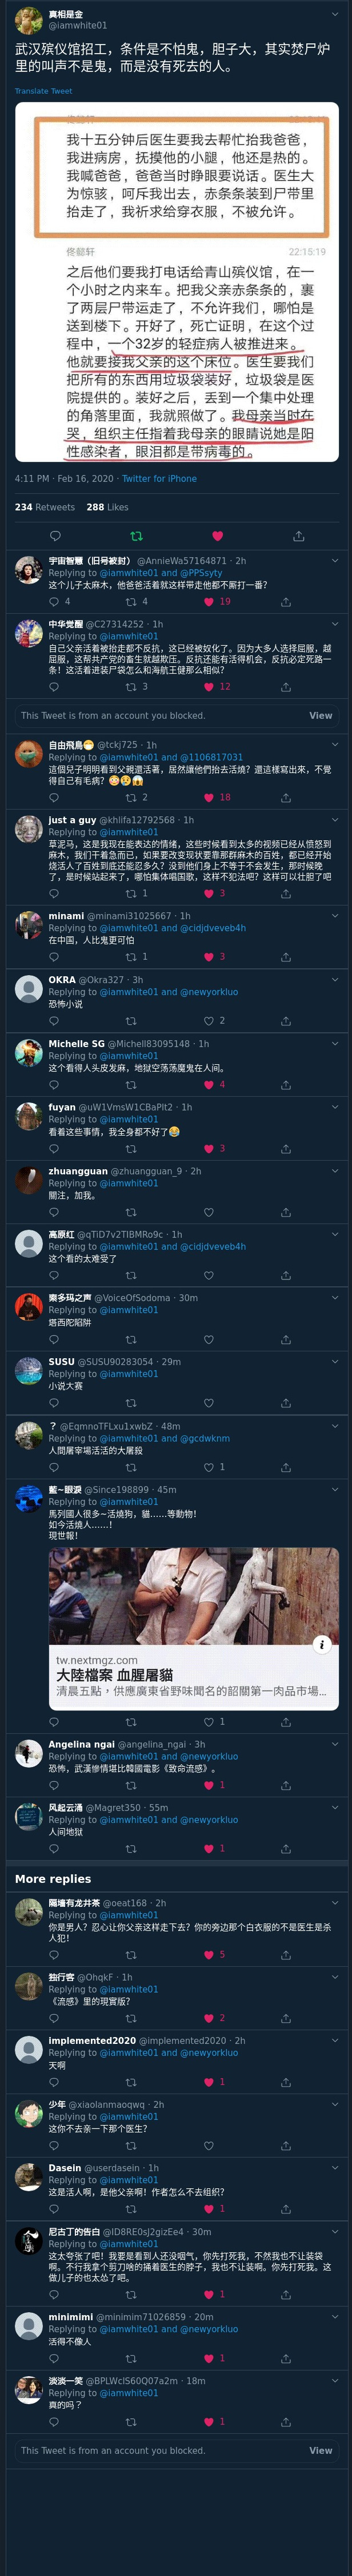 真相是金
@iamwhite01
武汉殡仪馆招工，条件是不怕鬼，胆子大，其实焚尸炉
里的叫声不是鬼，而是没有死去的人。
Translate Tweet
我十五分钟后医生要我去帮忙抬我爸爸，
我进病房，抚摸他的小腿，他还是热的。
我喊爸爸，爸爸当时睁眼要说话。医生大
为惊骇，呵斥我出去，赤条条装到尸带里
抬走了，我祈求给穿衣服，不被允许。
佟懿轩 22:15:19
之后他们要我打电话给青山殡仪馆，在一
个小时之内来车。把我父亲赤条条的，裹
了两层尸带运走了，不允许我们，哪怕是
送到楼下。开好了，死亡证明，在这个过
程中，一个32岁的轻症病人被推进来。
他就要接我父亲的这个床位。医生要我们
把所有的东西用垃圾袋装好，垃圾袋是医
院提供的。装好之后，丢到一个集中处理
的角落里面，我就照做了。我母亲当时在
哭，组织主任指着我母亲的眼睛说她是阳
性感染者，眼泪都是带病毒的。
4:11 PM · Feb 16, 2020 · Twitter for iPhone
234 Retweets 288 Likes
宇宙智慧（旧号被封） @AnnieWa57164871 · 2h
Replying to @iamwhite01 and @PPSsyty
这个儿子太麻木，他爸爸活着就这样带走他都不厮打一番？
4 4 19
中华觉醒 @C27314252 · 1h
Replying to @iamwhite01
自己父亲活着被抬走都不反抗，这已经被奴化了。因为大多人选择屈服，越
屈服，这帮共产党的畜生就越欺压。反抗还能有活得机会，反抗必定死路一
条！这活着进装尸袋怎么和海航王健那么相似？
3 12
This Tweet is from an account you blocked. View
自由飛鳥😷 @tckj725 · 1h
Replying to @iamwhite01 and @1106817031
這個兒子明明看到父親還活著，居然讓他們抬去活燒？還這樣寫出來，不覺
得自己有毛病？😳😢😱
2 18
just a guy @khlifa12792568 · 1h
Replying to @iamwhite01
草泥马，这是我现在能表达的情绪，这些时候看到太多的视频已经从愤怒到
麻木，我们干着急而已，如果要改变现状要靠那群麻木的百姓，都已经开始
烧活人了百姓到底还能忍多久？没到他们身上不等于不会发生，那时候晚
了，是时候站起来了，哪怕集体唱国歌，这样不犯法吧？这样可以壮胆了吧
1 3
minami @minami31025667 · 1h
Replying to @iamwhite01 and @cidjdveveb4h
在中国，人比鬼更可怕
1 3
OKRA @Okra327 · 3h
Replying to @iamwhite01 and @newyorkluo
恐怖小说
2
Michelle SG @Michell83095148 · 1h
Replying to @iamwhite01
这个看得人头皮发麻，地狱空荡荡魔鬼在人间。
4
fuyan @uW1VmsW1CBaPIt2 · 1h
Replying to @iamwhite01
看着这些事情，我全身都不好了😂
3
zhuangguan @zhuangguan_9 · 2h
Replying to @iamwhite01
關注，加我。
高原红 @qTiD7v2TIBMRo9c · 1h
Replying to @iamwhite01 and @cidjdveveb4h
这个看的太难受了
索多玛之声 @VoiceOfSodoma · 30m
Replying to @iamwhite01
塔西陀陷阱
SUSU @SUSU90283054 · 29m
Replying to @iamwhite01
小说大赛
? @EqmnoTFLxu1xwbZ · 48m
Replying to @iamwhite01 and @gcdwknm
人間屠宰場活活的大屠殺
1
藍~眼淚 @Since198899 · 45m
Replying to @iamwhite01
馬列國人很多~活燒狗，貓……等動物！
如今活燒人……！
現世報！
tw.nextmgz.com
大陸檔案 血腥屠貓
清晨五點，供應廣東省野味聞名的韶關第一肉品市場...
1
Angelina ngai @angelina_ngai · 3h
Replying to @iamwhite01 and @newyorkluo
恐怖，武漢慘情堪比韓國電影《致命流感》。
1
风起云涌 @Magret350 · 55m
Replying to @iamwhite01 and @newyorkluo
人间地狱
1
More replies
隔墙有龙井茶 @oeat168 · 2h
Replying to @iamwhite01
你是男人？忍心让你父亲这样走下去？你的旁边那个白衣服的不是医生是杀
人犯！
5
独行客 @OhqkF · 1h
Replying to @iamwhite01
《流感》里的現實版？
2
implemented2020 @implemented2020 · 2h
Replying to @iamwhite01 and @newyorkluo
天啊
1
少年 @xiaolanmaoqwq · 2h
Replying to @iamwhite01
这你不去亲一下那个医生？
Dasein @userdasein · 1h
Replying to @iamwhite01
这是活人啊，是他父亲啊！作者怎么不去组织？
1
尼古丁的告白 @ID8RE0sJ2gizEe4 · 30m
Replying to @iamwhite01
这太夸张了吧！我要是看到人还没咽气，你先打死我，不然我也不让装袋
啊。不行我拿个剪刀啥的捅着医生的脖子，我也不让装啊。你先打死我。这
做儿子的也太怂了吧。
1
minimimi @minimim71026859 · 20m
Replying to @iamwhite01 and @newyorkluo
活得不像人
1
淡淡一笑 @BPLWclS60Q07a2m · 18m
Replying to @iamwhite01
真的吗？
1
This Tweet is from an account you blocked. View